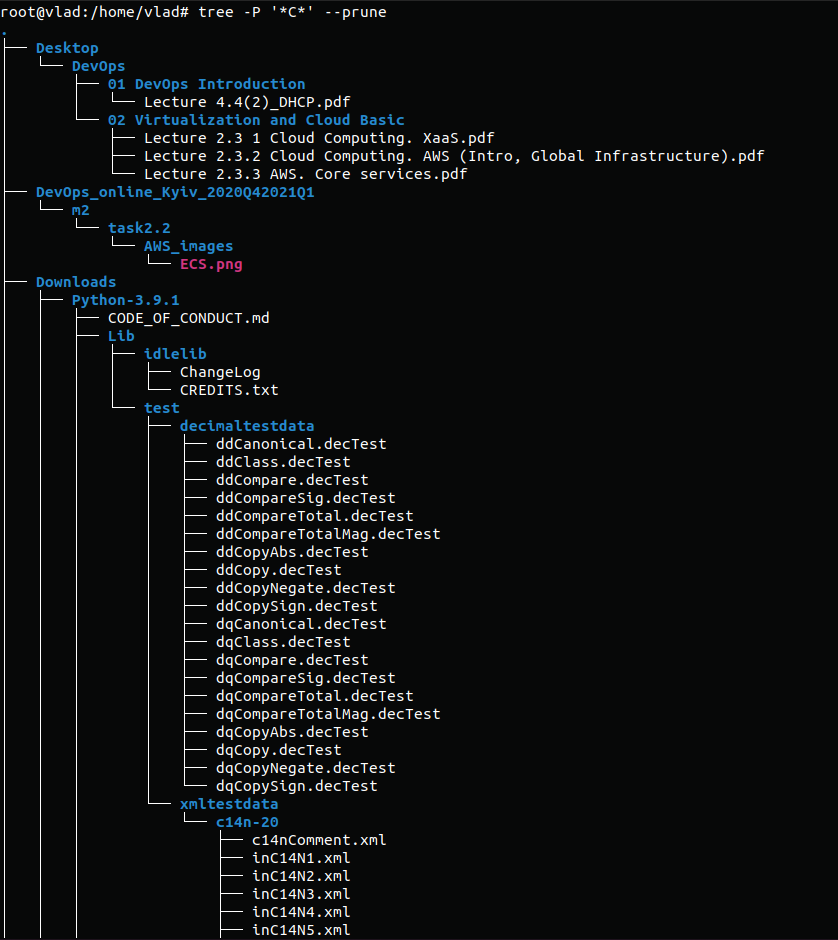 root@vlad:/home/vlad# tree -P '*C*' --prune
.
├── Desktop
│   └── DevOps
│       ├── 01 DevOps Introduction
│       │   └── Lecture 4.4(2)_DHCP.pdf
│       └── 02 Virtualization and Cloud Basic
│           ├── Lecture 2.3 1 Cloud Computing. XaaS.pdf
│           ├── Lecture 2.3.2 Cloud Computing. AWS (Intro, Global Infrastructure).pdf
│           └── Lecture 2.3.3 AWS. Core services.pdf
├── DevOps_online_Kyiv_2020Q42021Q1
│   └── m2
│       └── task2.2
│           └── AWS_images
│               └── ECS.png
├── Downloads
│   ├── Python-3.9.1
│   │   ├── CODE_OF_CONDUCT.md
│   │   ├── Lib
│   │   │   ├── idlelib
│   │   │   │   ├── ChangeLog
│   │   │   │   └── CREDITS.txt
│   │   │   └── test
│   │   │       ├── decimaltestdata
│   │   │       │   ├── ddCanonical.decTest
│   │   │       │   ├── ddClass.decTest
│   │   │       │   ├── ddCompare.decTest
│   │   │       │   ├── ddCompareSig.decTest
│   │   │       │   ├── ddCompareTotal.decTest
│   │   │       │   ├── ddCompareTotalMag.decTest
│   │   │       │   ├── ddCopyAbs.decTest
│   │   │       │   ├── ddCopy.decTest
│   │   │       │   ├── ddCopyNegate.decTest
│   │   │       │   ├── ddCopySign.decTest
│   │   │       │   ├── dqCanonical.decTest
│   │   │       │   ├── dqClass.decTest
│   │   │       │   ├── dqCompare.decTest
│   │   │       │   ├── dqCompareSig.decTest
│   │   │       │   ├── dqCompareTotal.decTest
│   │   │       │   ├── dqCompareTotalMag.decTest
│   │   │       │   ├── dqCopyAbs.decTest
│   │   │       │   ├── dqCopy.decTest
│   │   │       │   ├── dqCopyNegate.decTest
│   │   │       │   └── dqCopySign.decTest
│   │   │       └── xmltestdata
│   │   │           └── c14n-20
│   │   │               ├── c14nComment.xml
│   │   │               ├── inC14N1.xml
│   │   │               ├── inC14N2.xml
│   │   │               ├── inC14N3.xml
│   │   │               ├── inC14N4.xml
│   │   │               ├── inC14N5.xml